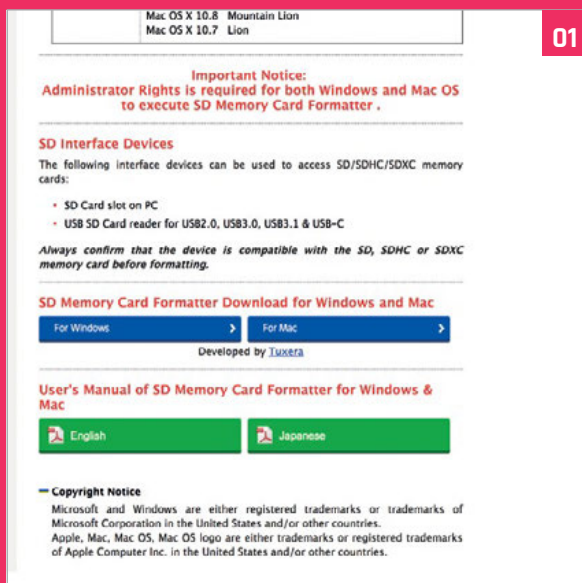 Mac OS X 10.8 Mountain Lion
Mac OS X 10.7 Lion
01
Important Notice:
Administrator Rights is required for both Windows and Mac OS
to execute SD Memory Card Formatter .
SD Interface Devices
The following interface devices can be used to access SD/SDHC/SDXC memory
cards:
• SD Card slot on PC
• USB SD Card reader for USB2.0, USB3.0, USB3.1 & USB-C
Always confirm that the device is compatible with the SD, SDHC or SDXC
memory card before formatting.
SD Memory Card Formatter Download for Windows and Mac
For Windows
For Mac
Developed by Tuxera
User's Manual of SD Memory Card Formatter for Windows &
Mac
English
Japanese
Copyright Notice
Microsoft and Windows are either registered trademarks or trademarks of
Microsoft Corporation in the United States and/or other countries.
Apple, Mac, Mac OS, Mac OS logo are either trademarks or registered trademarks
of Apple Computer Inc. in the United States and/or other countries.